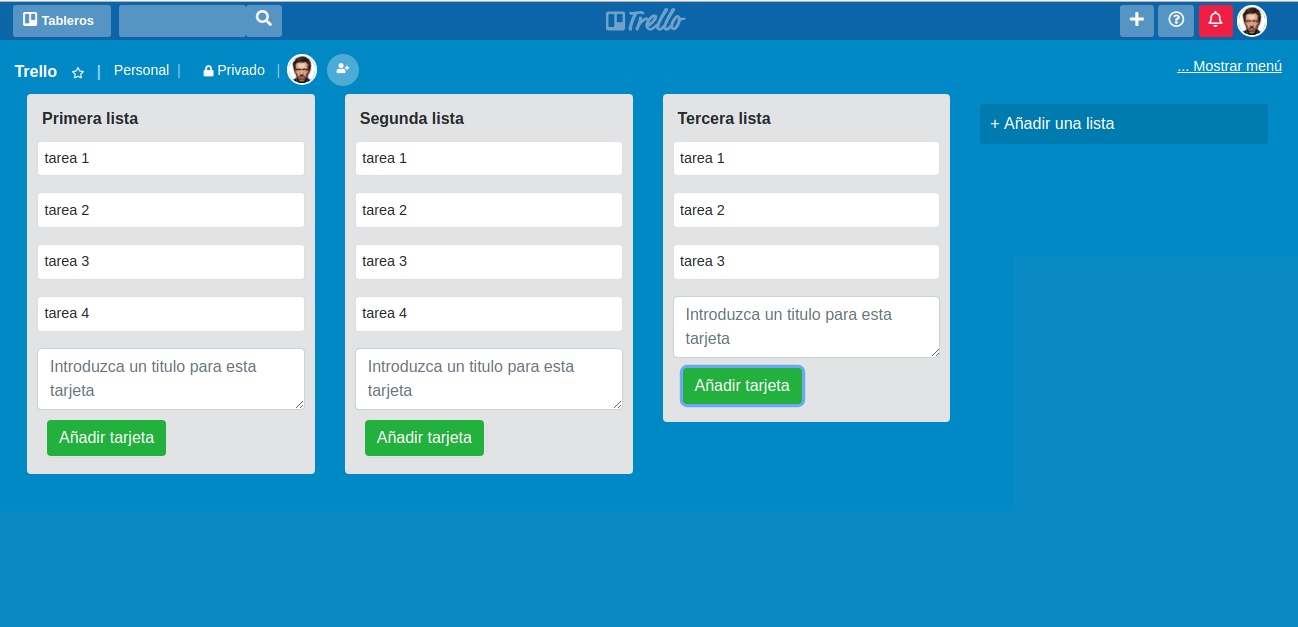 Tableros
Trello
Trello | Personal | Privado |
... Mostrar menú
Primera lista
tarea 1
tarea 2
tarea 3
tarea 4
Introduzca un titulo para esta
tarjeta
Añadir tarjeta
Segunda lista
tarea 1
tarea 2
tarea 3
tarea 4
Introduzca un titulo para esta
tarjeta
Añadir tarjeta
Tercera lista
tarea 1
tarea 2
tarea 3
Introduzca un titulo para esta
tarjeta
Añadir tarjeta
+ Añadir una lista